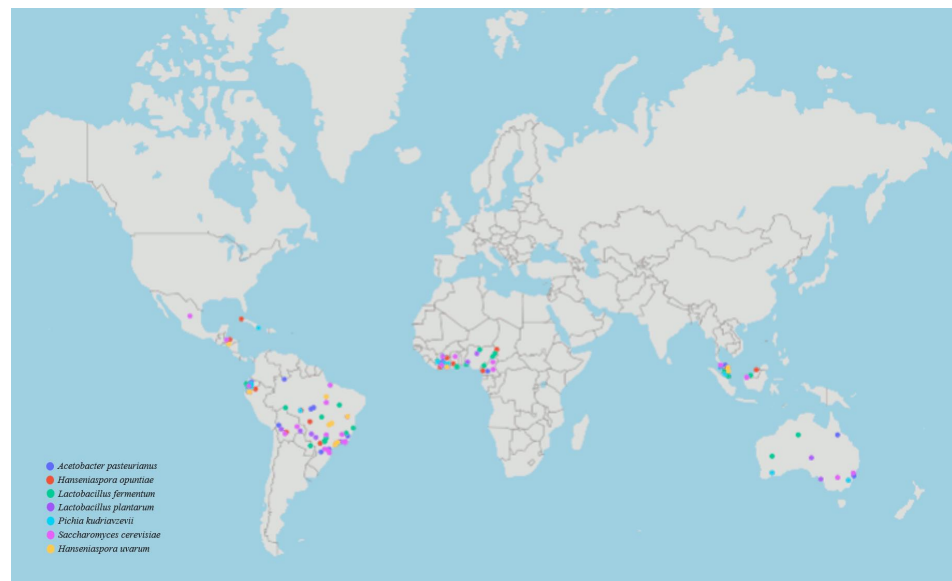 Acetobacter pasteurianus
Hanseniaspora opuntiae
Lactobacillus fermentum
Lactobacillus plantarum
Pichia kudriavzevii
Saccharomyces cerevisiae
Hanseniaspora uvarum